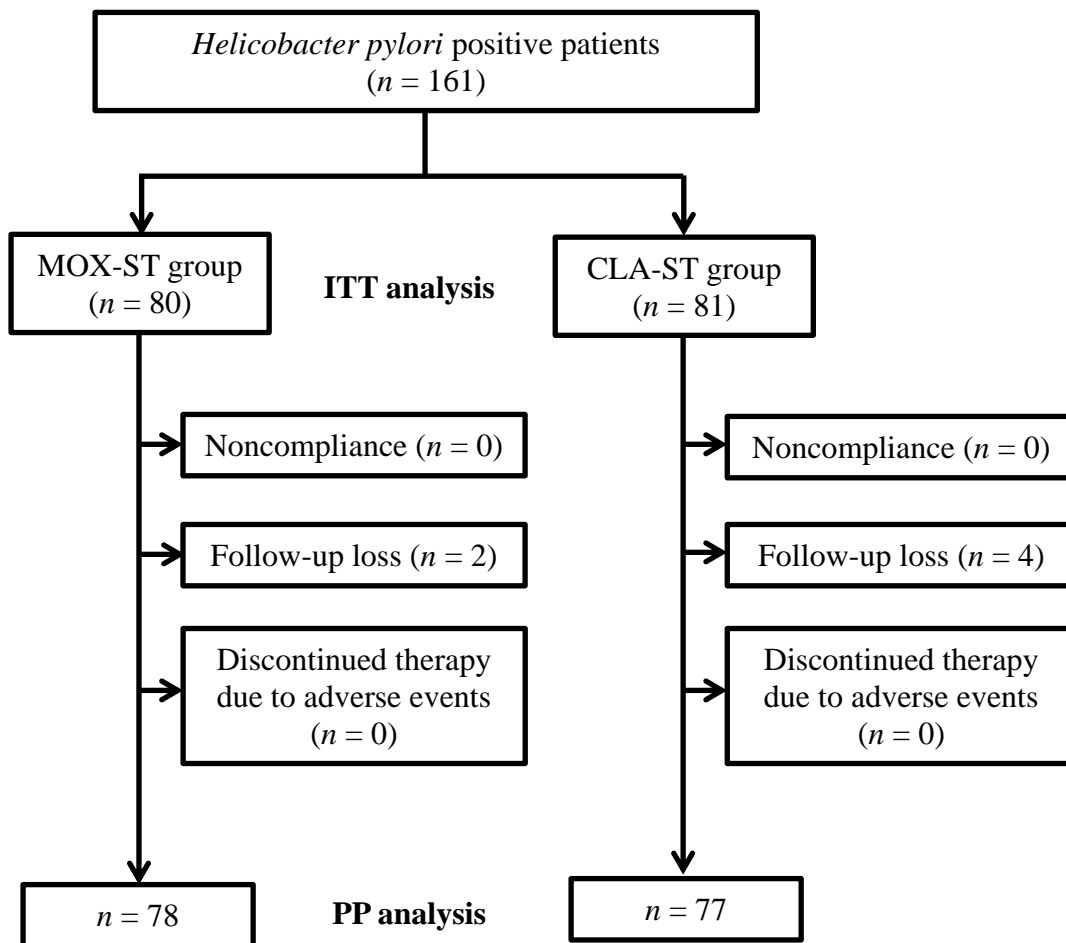 Helicobacter pylori positive patients
(n = 161)
MOX-ST group
(n = 80)
ITT analysis
CLA-ST group
(n = 81)
Noncompliance (n = 0)
Noncompliance (n = 0)
Follow-up loss (n = 2)
Follow-up loss (n = 4)
Discontinued therapy
due to adverse events
(n = 0)
Discontinued therapy
due to adverse events
(n = 0)
n = 78
PP analysis
n = 77